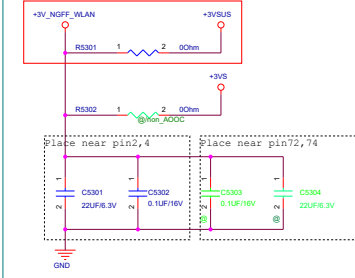 +3V_NGFF_WLAN
+3VSUS
R5301 1 2 0Ohm
+3VS
R5302 1 2 0Ohm
@/non_AOOC
Place near pin2,4
Place near pin72,74
1 1 1 1
C5301 C5302 C5303 C5304
22UF/6.3V 0.1UF/16V 0.1UF/16V 22UF/6.3V
2 2 2 2
@ @
GND